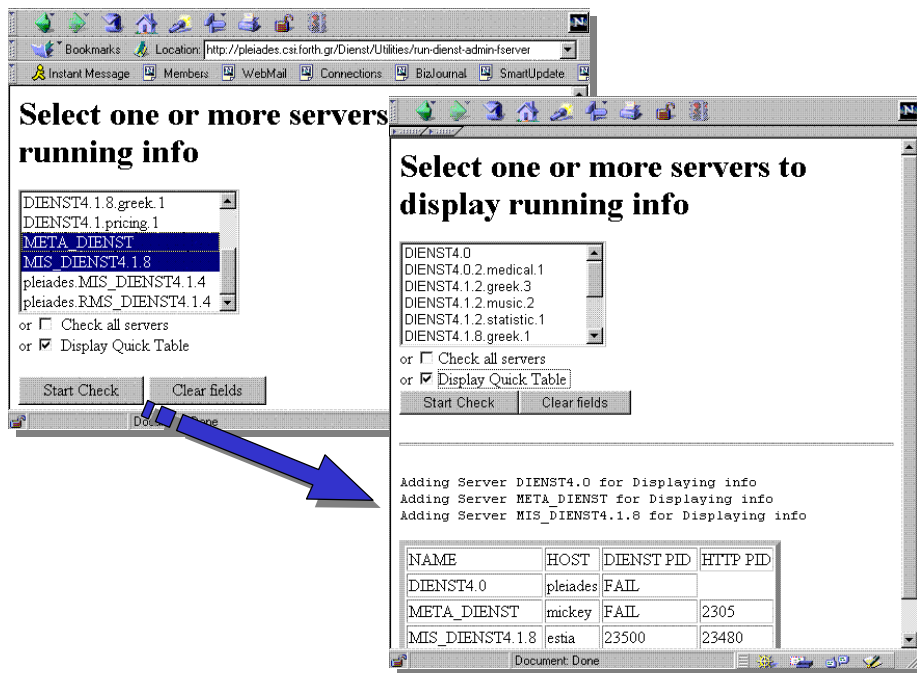 Bookmarks Location: http://pleiades.csi.forth.gr/Dienst/Utilities/run-dienst-admin-fserver
Instant Message Members WebMail Connections BizJournal SmartUpdate
Select one or more servers
running info
DIENST4.1.8.greek.1
DIENST4.1.pricing.1
META_DIENST
MIS_DIENST4.1.8
pleiades.MIS_DIENST4.1.4
pleiades.RMS_DIENST4.1.4
or Check all servers
or Display Quick Table
Start Check Clear fields
Done
N
Select one or more servers to
display running info
DIENST4.0
DIENST4.0.2.medical.1
DIENST4.1.2.greek.3
DIENST4.1.2.music.2
DIENST4.1.2.statistic.1
DIENST4.1.8.greek.1
or Check all servers
or Display Quick Table
Start Check Clear fields
Adding Server DIENST4.0 for Displaying info
Adding Server META_DIENST for Displaying info
Adding Server MIS_DIENST4.1.8 for Displaying info
NAME HOST DIENST PID HTTP PID
DIENST4.0 pleiades FAIL
META_DIENST mickey FAIL 2305
MIS_DIENST4.1.8 estia 23500 23480
Document: Done